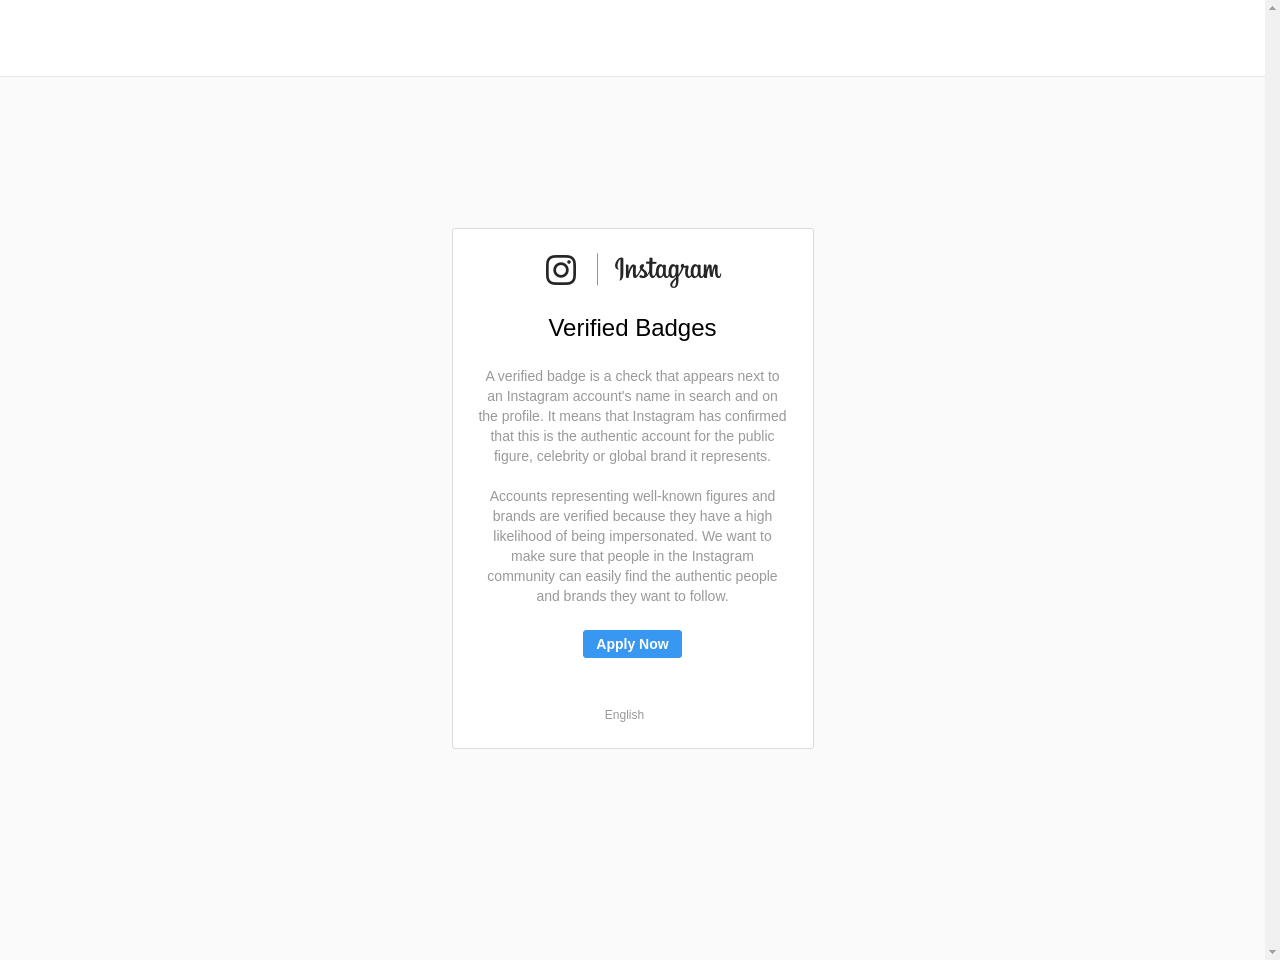 Instagram
Verified Badges
A verified badge is a check that appears next to
an Instagram account's name in search and on
the profile. It means that Instagram has confirmed
that this is the authentic account for the public
figure, celebrity or global brand it represents.
Accounts representing well-known figures and
brands are verified because they have a high
likelihood of being impersonated. We want to
make sure that people in the Instagram
community can easily find the authentic people
and brands they want to follow.
Apply Now
English